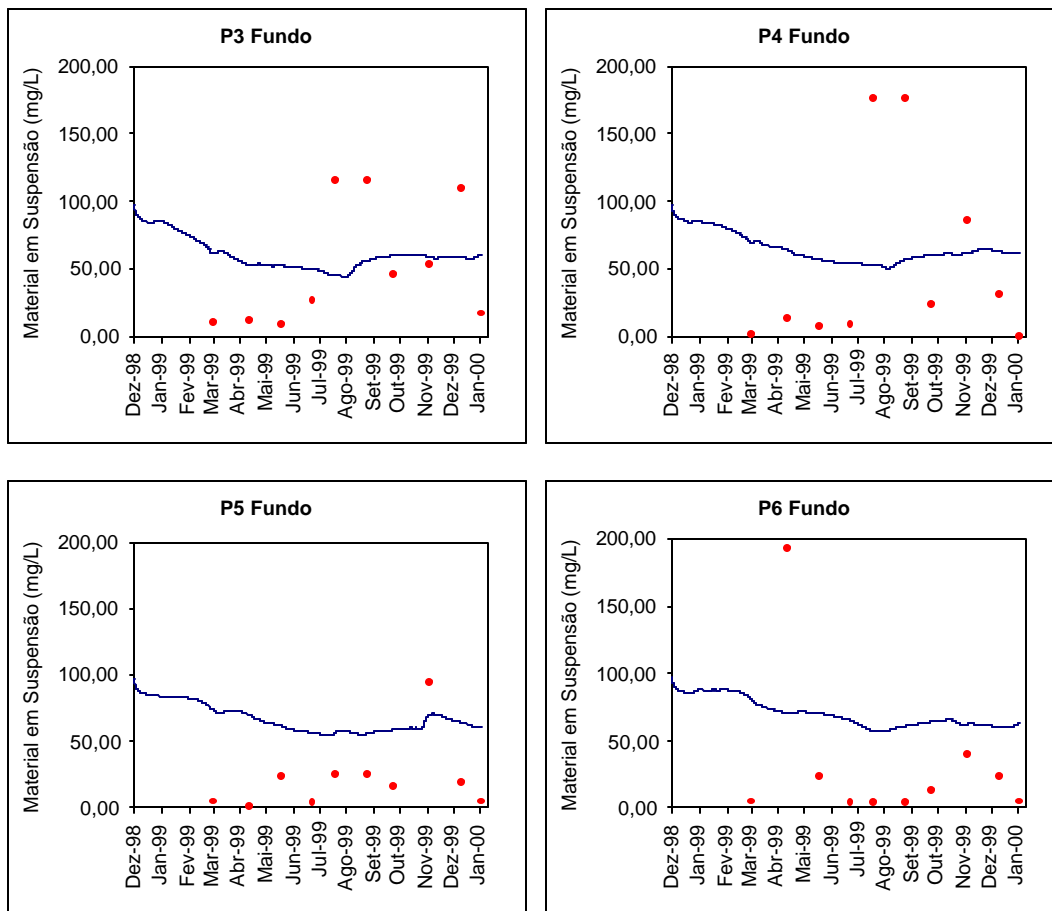 P3 Fundo
Material em Suspensão (mg/L)
200,00
150,00
100,00
50,00
0,00
Dez-98
Jan-99
Fev-99
Mar-99
Abr-99
Mai-99
Jun-99
Jul-99
Ago-99
Set-99
Out-99
Nov-99
Dez-99
Jan-00
P4 Fundo
Material em Suspensão (mg/L)
200,00
150,00
100,00
50,00
0,00
Dez-98
Jan-99
Fev-99
Mar-99
Abr-99
Mai-99
Jun-99
Jul-99
Ago-99
Set-99
Out-99
Nov-99
Dez-99
Jan-00
P5 Fundo
Material em Suspensão (mg/L)
200,00
150,00
100,00
50,00
0,00
Dez-98
Jan-99
Fev-99
Mar-99
Abr-99
Mai-99
Jun-99
Jul-99
Ago-99
Set-99
Out-99
Nov-99
Dez-99
Jan-00
P6 Fundo
Material em Suspensão (mg/L)
200,00
150,00
100,00
50,00
0,00
Dez-98
Jan-99
Fev-99
Mar-99
Abr-99
Mai-99
Jun-99
Jul-99
Ago-99
Set-99
Out-99
Nov-99
Dez-99
Jan-00